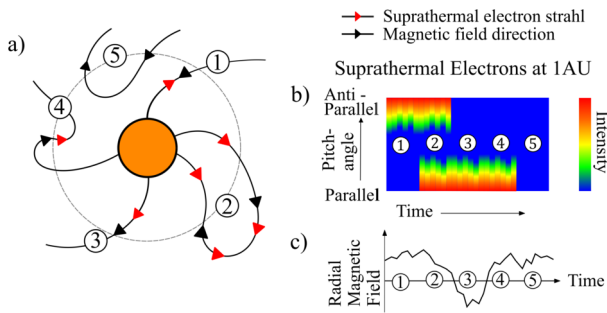 Suprathermal electron strahl
Magnetic field direction
a)
1
2
3
4
5
Suprathermal Electrons at 1AU
b)
Anti -
Parallel
Pitch-
angle
Parallel
1 2 3 4 5
Time
Intensity
c)
Radial
Magnetic
Field
1 2 3 4 5
Time